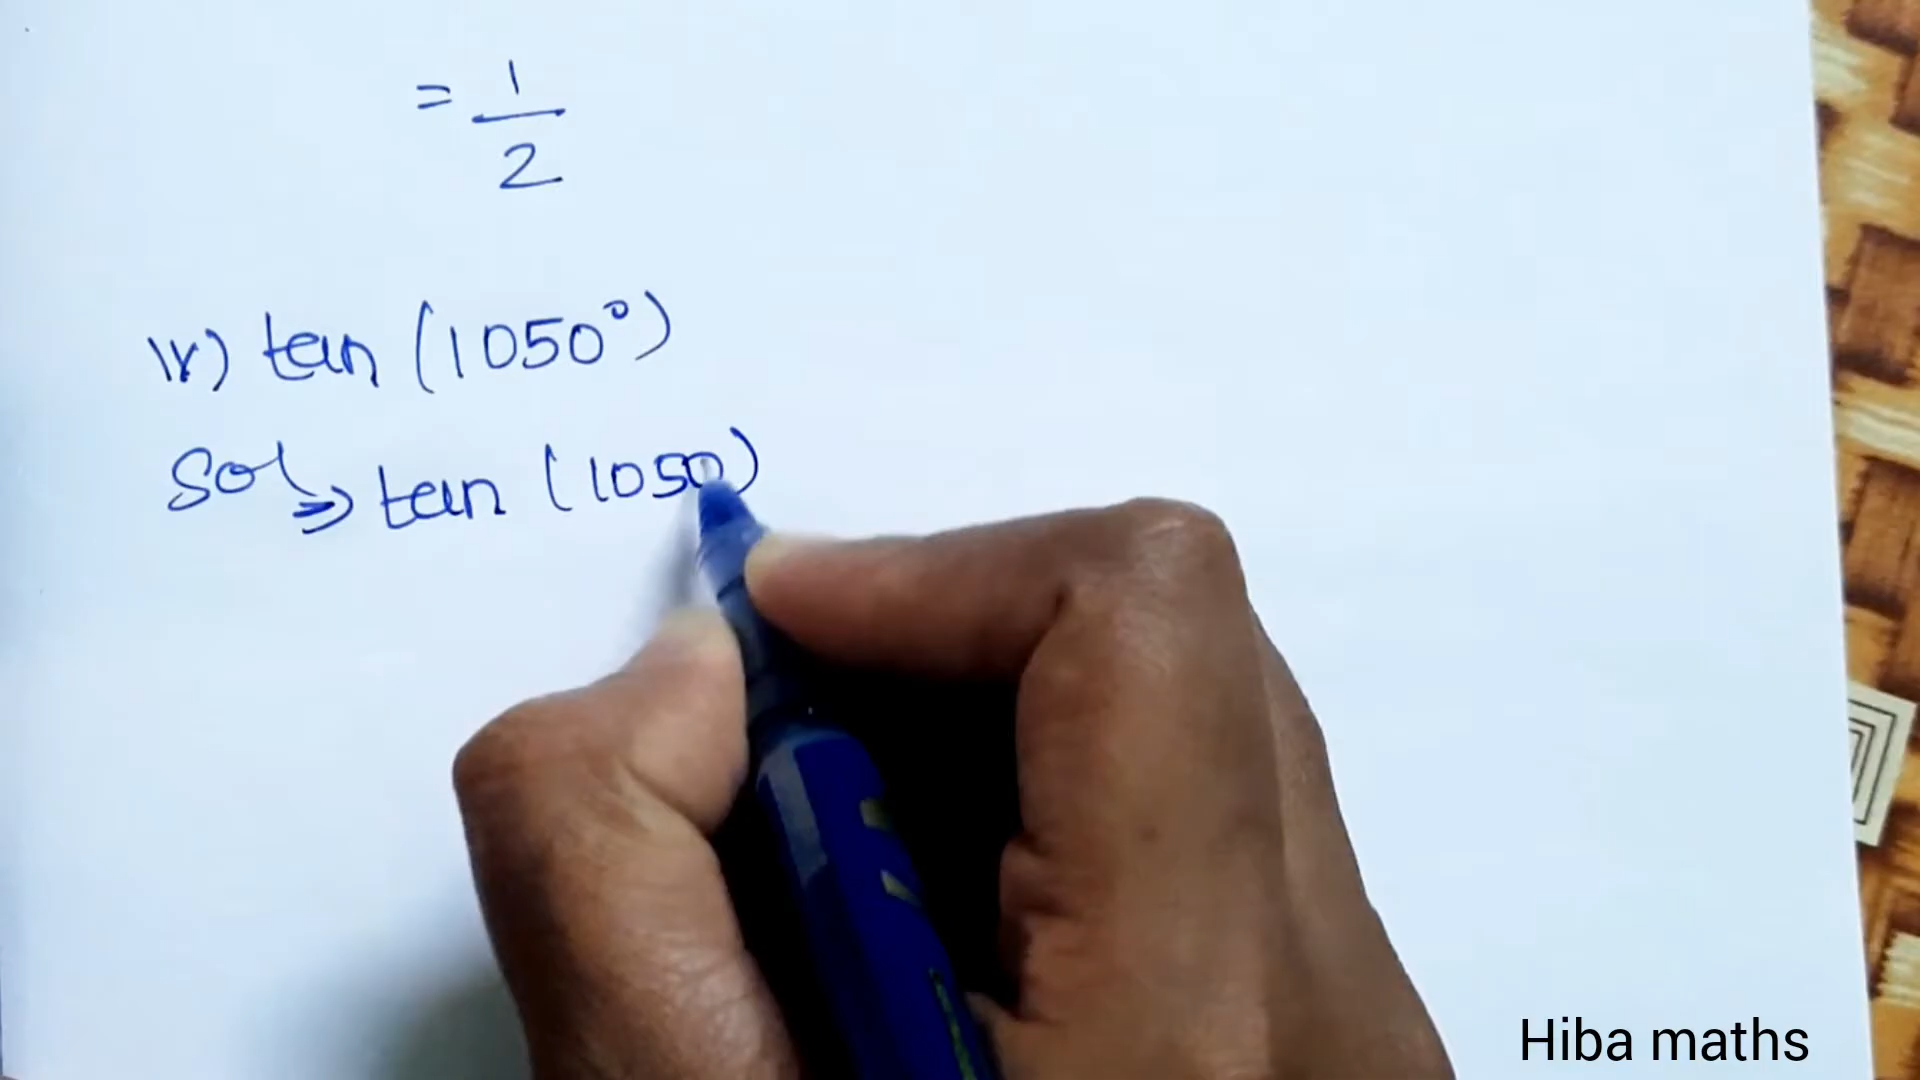 = 1
2
iv) tan (1050°)
Sol⇒ tan (1050)
Hiba maths